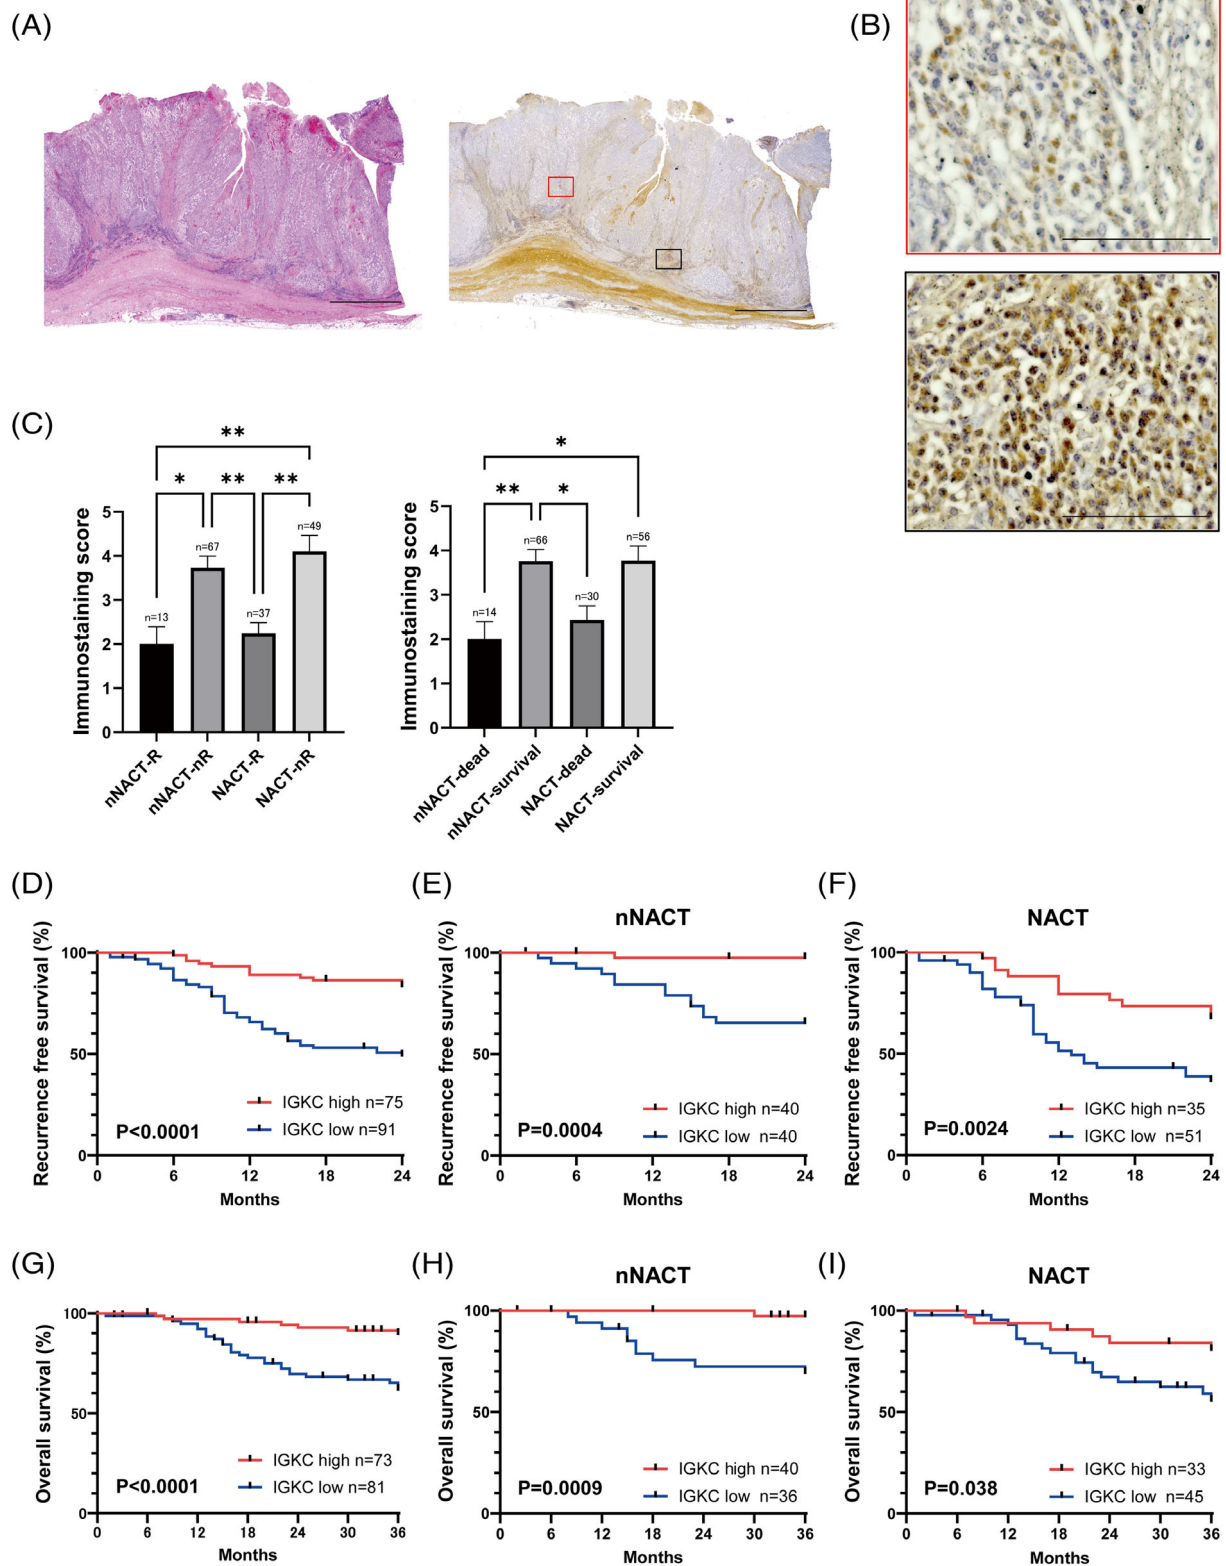 (A)
(B)
(C)
**
* ** **
Immunostaining score
5
4
3
2
1
0
n=13
n=67
n=37
n=49
nNACT-R
nNACT-nR
NACT-R
NACT-nR
*
** *
Immunostaining score
5
4
3
2
1
0
n=14
n=66
n=30
n=56
nNACT-dead
nNACT-survival
NACT-dead
NACT-survival
(D)
Recurrence free survival (%)
100
50
0
IGKC high n=75
IGKC low n=91
P<0.0001
0 6 12 18 24
Months
(E)
nNACT
Recurrence free survival (%)
100
50
0
IGKC high n=40
IGKC low n=40
P=0.0004
0 6 12 18 24
Months
(F)
NACT
Recurrence free survival (%)
100
50
0
IGKC high n=35
IGKC low n=51
P=0.0024
0 6 12 18 24
Months
(G)
Overall survival (%)
100
50
0
IGKC high n=73
IGKC low n=81
P<0.0001
0 6 12 18 24 30 36
Months
(H)
nNACT
Overall survival (%)
100
50
0
IGKC high n=40
IGKC low n=36
P=0.0009
0 6 12 18 24 30 36
Months
(I)
NACT
Overall survival (%)
100
50
0
IGKC high n=33
IGKC low n=45
P=0.038
0 6 12 18 24 30 36
Months